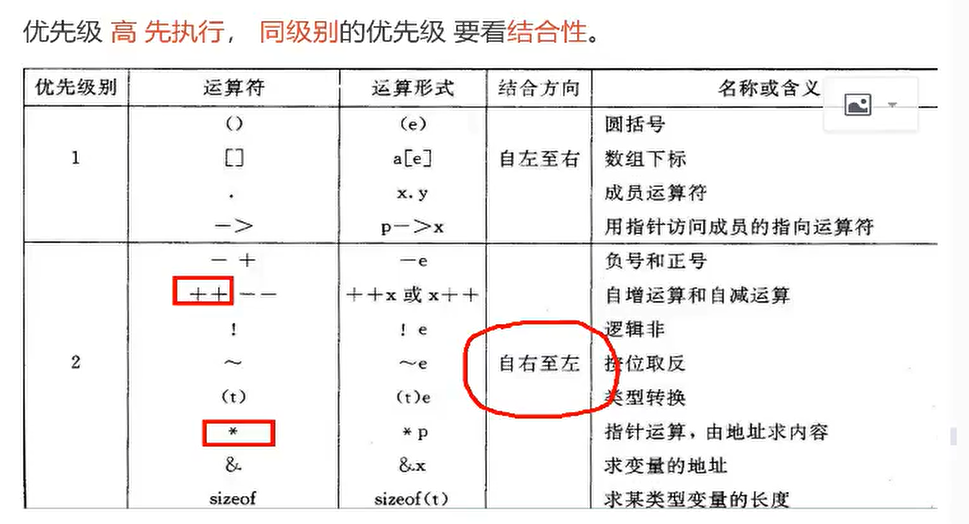 优先级 高 先执行， 同级别的优先级 要看结合性。
优先级别 运算符 运算形式 结合方向 名称或含义
() (e) 圆括号
1 [] a[e] 自左至右 数组下标
. x.y 成员运算符
－> p－>x 用指针访问成员的指向运算符
－ ＋ －e 负号和正号
＋＋ －－ ＋＋x 或 x＋＋ 自增运算和自减运算
! ! e 逻辑非
2 ～ ～e 自右至左 按位取反
(t) (t)e 类型转换
* *p 指针运算，由地址求内容
& &x 求变量的地址
sizeof sizeof(t) 求某类型变量的长度